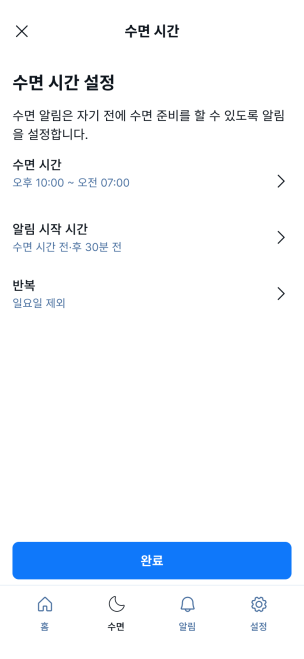 수면 시간
수면 시간 설정
수면 알림은 자기 전에 수면 준비를 할 수 있도록 알림
을 설정합니다.
수면 시간
오후 10:00 ~ 오전 07:00
알림 시작 시간
수면 시간 전·후 30분 전
반복
일요일 제외
완료
홈
수면
알림
설정